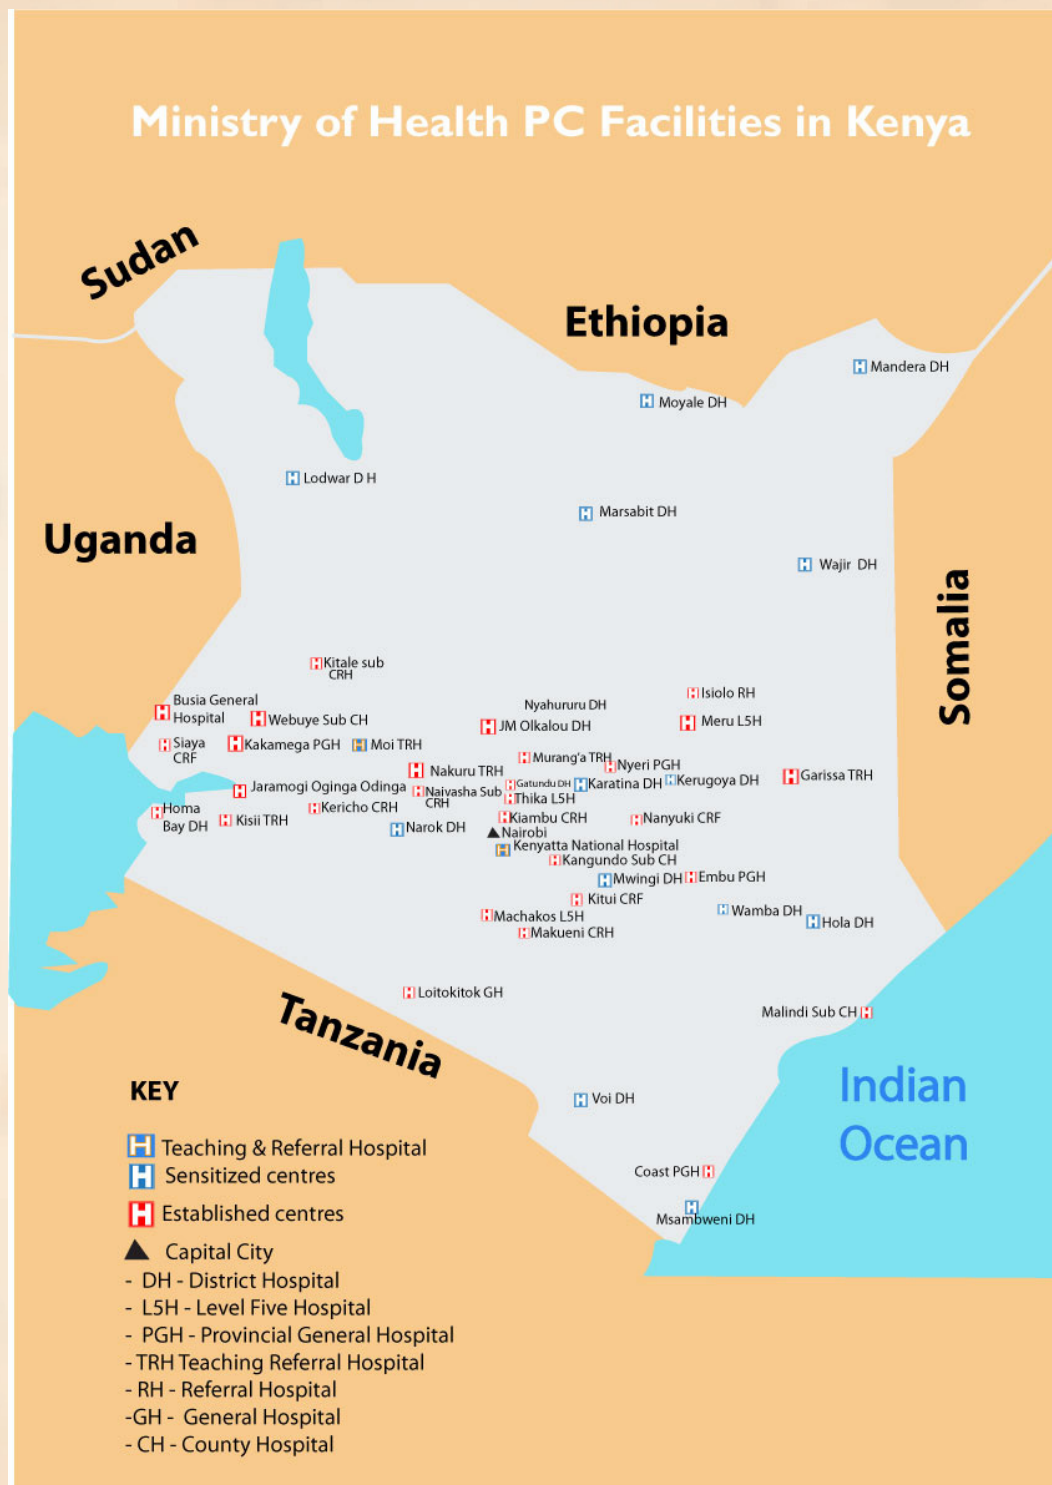 Ministry of Health PC Facilities in Kenya
Sudan
Ethiopia
Mandera DH
Moyale DH
Lodwar D H
Marsabit DH
Uganda
Wajir DH
Somalia
Kitale sub
CRH
Isiolo RH
Busia General
Hospital
Nyahururu DH
Webuye Sub CH
JM Olkalou DH
Meru L5H
Siaya
CRF
Kakamega PGH
Moi TRH
Murang'a TRH
Nyeri PGH
Nakuru TRH
Garissa TRH
Jaramogi Oginga Odinga
Naivasha Sub
CRH
Gatundu DH
Karatina DH
Kerugoya DH
Thika L5H
Homa
Bay DH
Kericho CRH
Kisii TRH
Kiambu CRH
Nanyuki CRF
Narok DH
Nairobi
Kenyatta National Hospital
Kangundo Sub CH
Mwingi DH
Embu PGH
Kitui CRF
Wamba DH
Machakos L5H
Hola DH
Makueni CRH
Loitokitok GH
Malindi Sub CH
Tanzania
Indian
Ocean
Voi DH
Coast PGH
Msambweni DH
KEY
H Teaching & Referral Hospital
H Sensitized centres
H Established centres
Capital City
- DH - District Hospital
- L5H - Level Five Hospital
- PGH - Provincial General Hospital
- TRH Teaching Referral Hospital
- RH - Referral Hospital
-GH - General Hospital
- CH - County Hospital